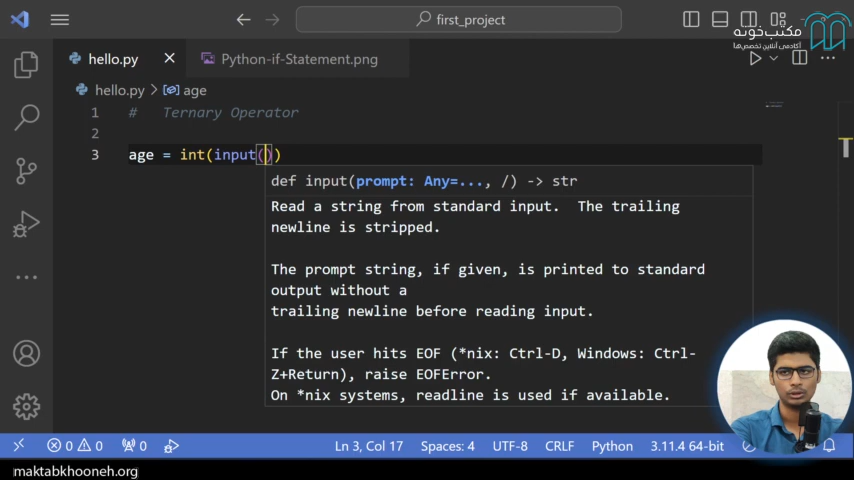 first_project
مکتب‌خونه
آکادمی آنلاین تخصص‌ها
hello.py
Python-if-Statement.png
hello.py > age
1 # Ternary Operator
2
3 age = int(input())
def input(prompt: Any=..., /) -> str
Read a string from standard input. The trailing
newline is stripped.
The prompt string, if given, is printed to standard
output without a
trailing newline before reading input.
If the user hits EOF (*nix: Ctrl-D, Windows: Ctrl-
Z+Return), raise EOFError.
On *nix systems, readline is used if available.
0 0 0 Ln 3, Col 17 Spaces: 4 UTF-8 CRLF Python 3.11.4 64-bit
maktabkhooneh.org